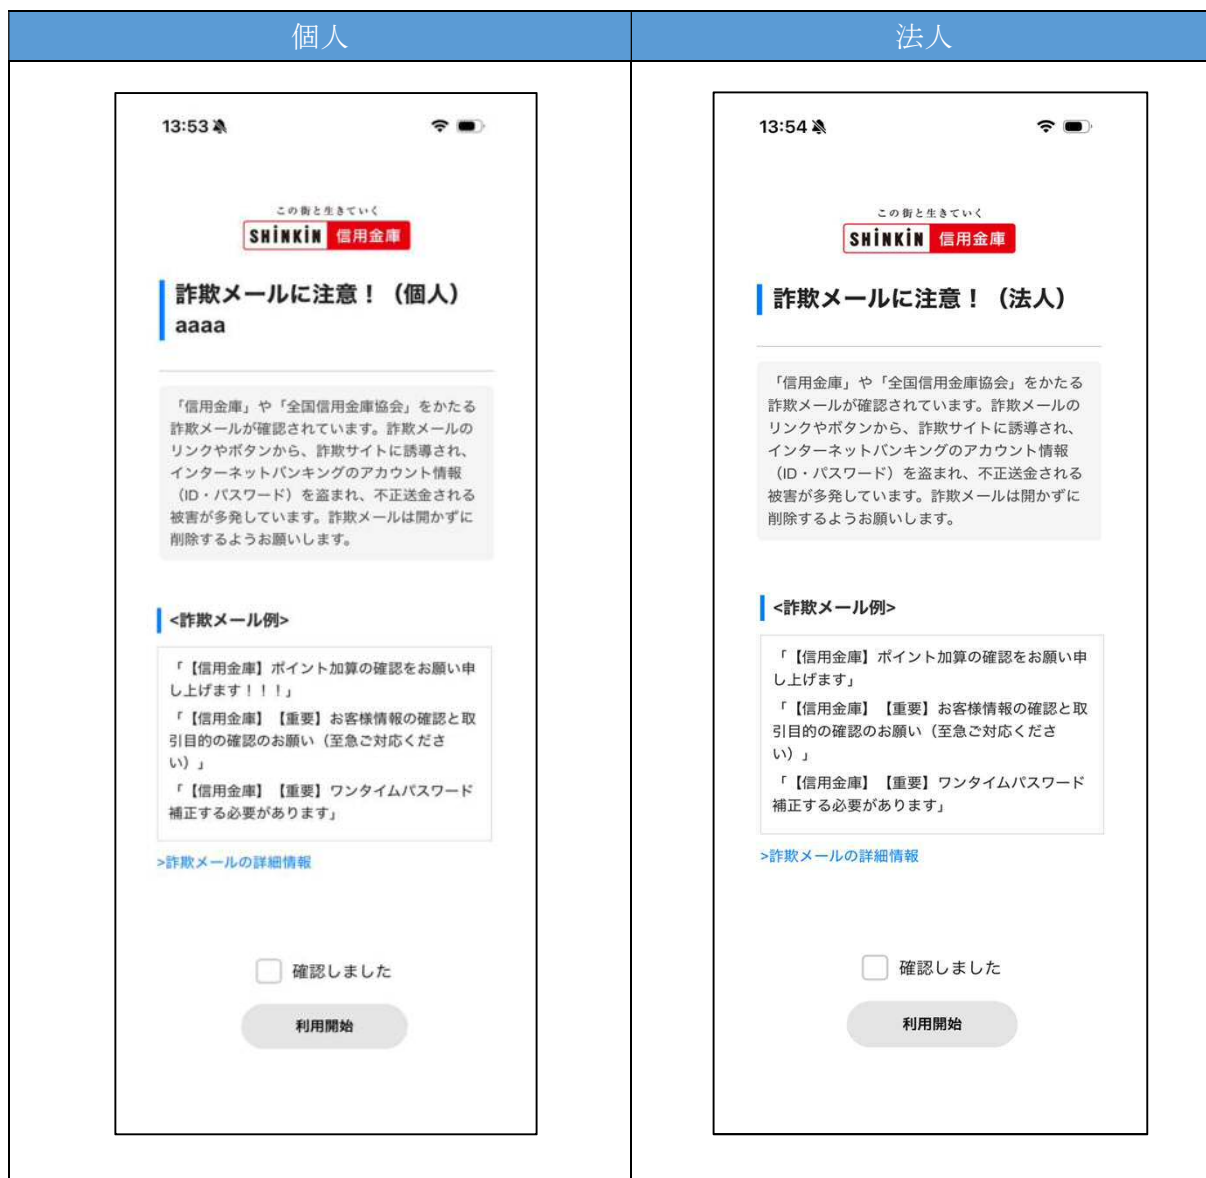 個人
13:53
この街と生きていく
SHiNKiN 信用金庫
詐欺メールに注意！（個人）
aaaa
「信用金庫」や「全国信用金庫協会」をかたる
詐欺メールが確認されています。詐欺メールの
リンクやボタンから、詐欺サイトに誘導され、
インターネットバンキングのアカウント情報
（ID・パスワード）を盗まれ、不正送金される
被害が多発しています。詐欺メールは開かずに
削除するようお願いします。
<詐欺メール例>
「【信用金庫】ポイント加算の確認をお願い申
し上げます！！！」
「【信用金庫】【重要】お客様情報の確認と取
引目的の確認のお願い（至急ご対応くださ
い）」
「【信用金庫】【重要】ワンタイムパスワード
補正する必要があります」
>詐欺メールの詳細情報
確認しました
利用開始
法人
13:54
この街と生きていく
SHiNKiN 信用金庫
詐欺メールに注意！（法人）
「信用金庫」や「全国信用金庫協会」をかたる
詐欺メールが確認されています。詐欺メールの
リンクやボタンから、詐欺サイトに誘導され、
インターネットバンキングのアカウント情報
（ID・パスワード）を盗まれ、不正送金される
被害が多発しています。詐欺メールは開かずに
削除するようお願いします。
<詐欺メール例>
「【信用金庫】ポイント加算の確認をお願い申
し上げます」
「【信用金庫】【重要】お客様情報の確認と取
引目的の確認のお願い（至急ご対応くださ
い）」
「【信用金庫】【重要】ワンタイムパスワード
補正する必要があります」
>詐欺メールの詳細情報
確認しました
利用開始